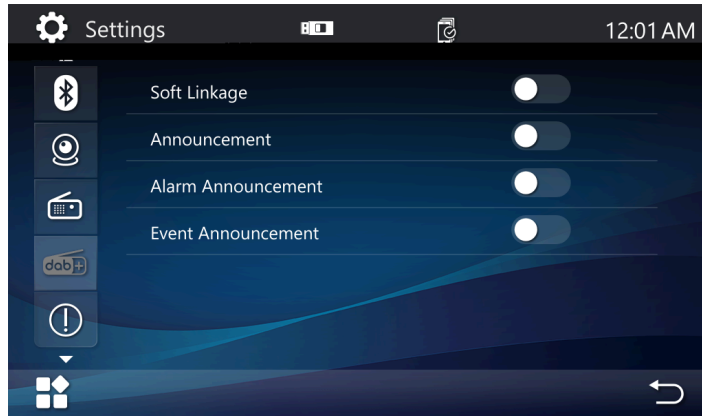 Settings
12:01 AM
Soft Linkage
Announcement
Alarm Announcement
Event Announcement
dab+